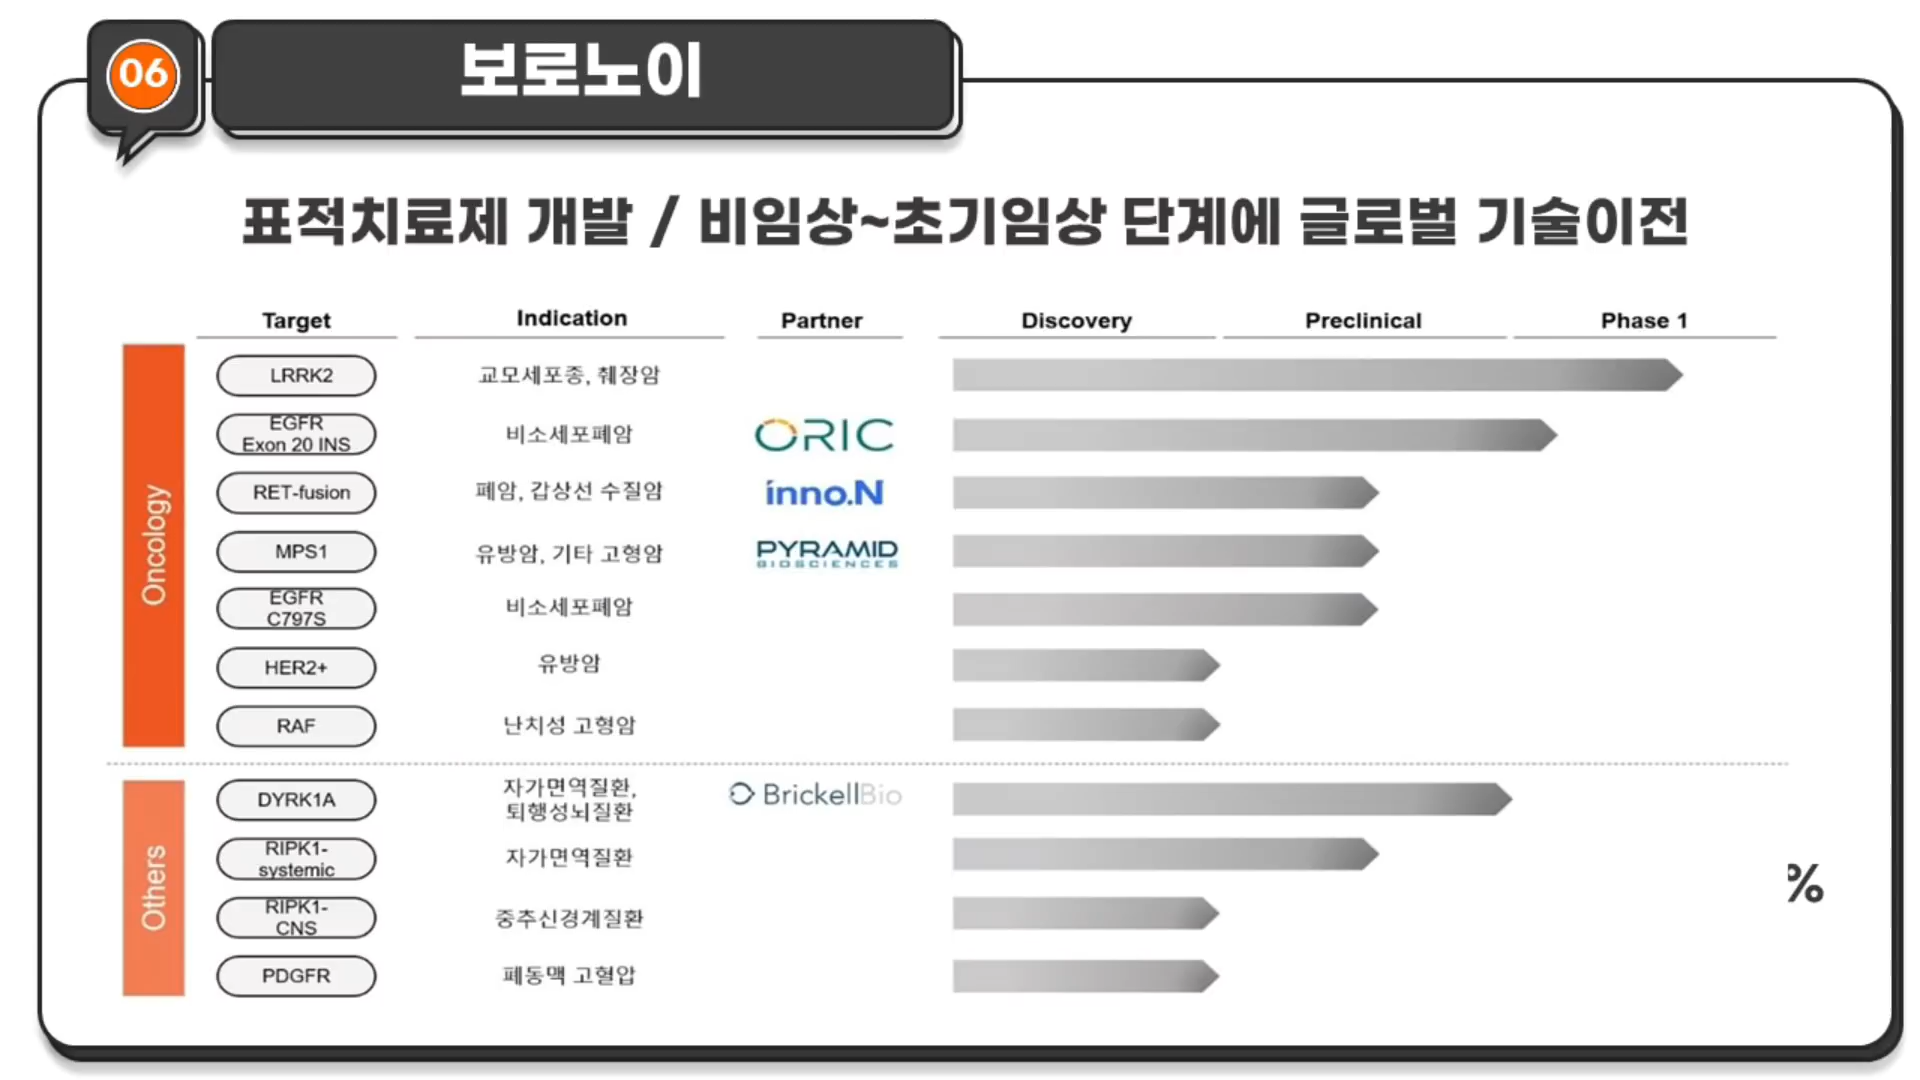 06
보로노이
표적치료제 개발 / 비임상~초기임상 단계에 글로벌 기술이전
Target Indication Partner Discovery Preclinical Phase 1
Oncology
LRRK2 교모세포종, 췌장암
EGFR
Exon 20 INS 비소세포폐암 ORIC
RET-fusion 폐암, 갑상선 수질암 inno.N
MPS1 유방암, 기타 고형암 PYRAMID
BIOSCIENCES
EGFR
C797S 비소세포폐암
HER2+ 유방암
RAF 난치성 고형암
Others
DYRK1A 자가면역질환,
퇴행성뇌질환 BrickellBio
RIPK1-
systemic 자가면역질환
%
RIPK1-
CNS 중추신경계질환
PDGFR 폐동맥 고혈압